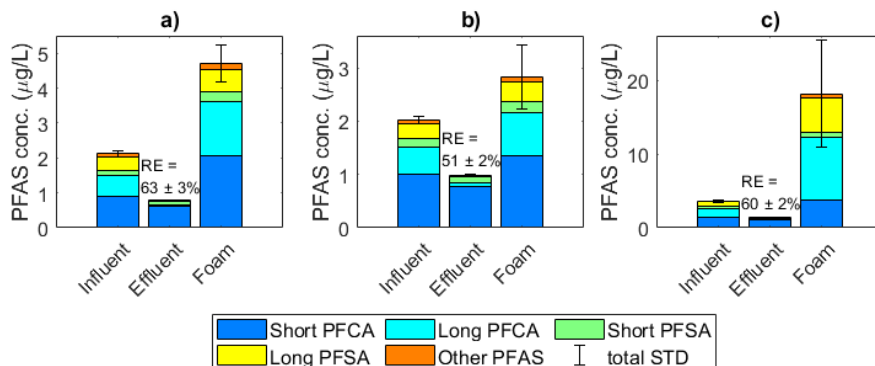 a)
PFAS conc. (μg/L)
5
4
3
2
1
0
RE =
63 ± 3%
Influent
Effluent
Foam
b)
PFAS conc. (μg/L)
3
2
1
0
RE =
51 ± 2%
Influent
Effluent
Foam
c)
PFAS conc. (μg/L)
20
10
0
RE =
60 ± 2%
Influent
Effluent
Foam
Short PFCA Long PFCA Short PFSA
Long PFSA Other PFAS total STD